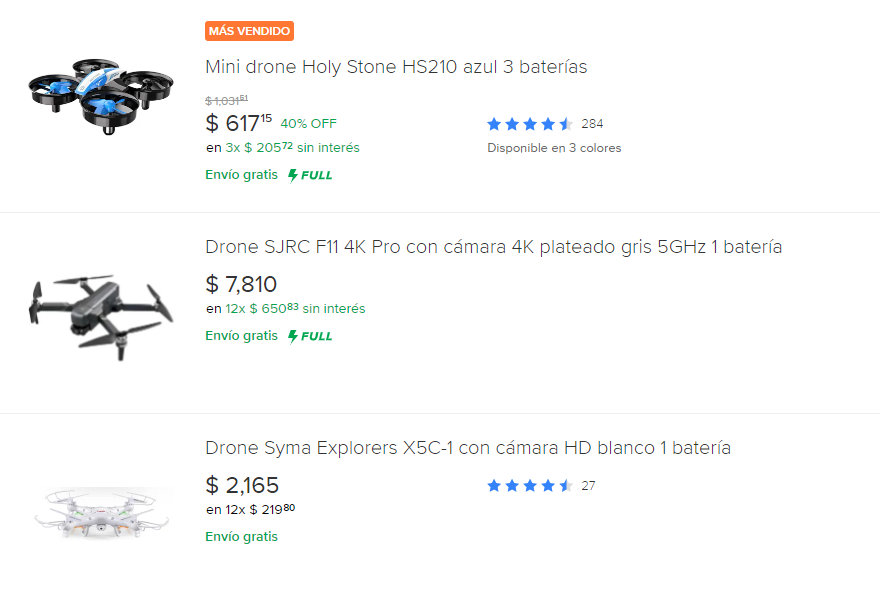 MÁS VENDIDO
Mini drone Holy Stone HS210 azul 3 baterías
$ 1,031 51
$ 617 15 40% OFF
284
en 3x $ 205 72 sin interés
Disponible en 3 colores
Envío gratis FULL
Drone SJRC F11 4K Pro con cámara 4K plateado gris 5GHz 1 batería
$ 7,810
en 12x $ 650 83 sin interés
Envío gratis FULL
Drone Syma Explorers X5C-1 con cámara HD blanco 1 batería
$ 2,165
27
en 12x $ 219 80
Envío gratis